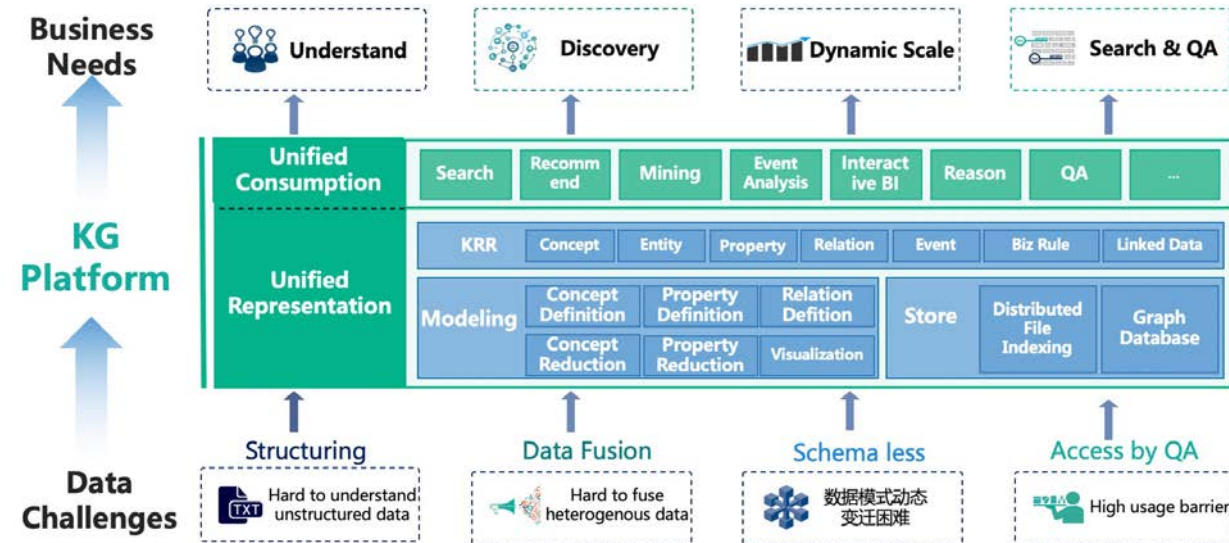 Business
Needs
Understand
Discovery
Dynamic Scale
Search & QA
KG
Platform
Unified
Consumption
Search
Recomm
end
Mining
Event
Analysis
Interact
ive BI
Reason
QA
...
Unified
Representation
KRR
Concept
Entity
Property
Relation
Event
Biz Rule
Linked Data
Modeling
Concept
Definition
Property
Definition
Relation
Defition
Concept
Reduction
Property
Reduction
Visualization
Store
Distributed
File
Indexing
Graph
Database
Data
Challenges
Structuring
Data Fusion
Schema less
Access by QA
TXT
Hard to understand
unstructured data
Hard to fuse
heterogenous data
数据模式动态
变迁困难
High usage barrier